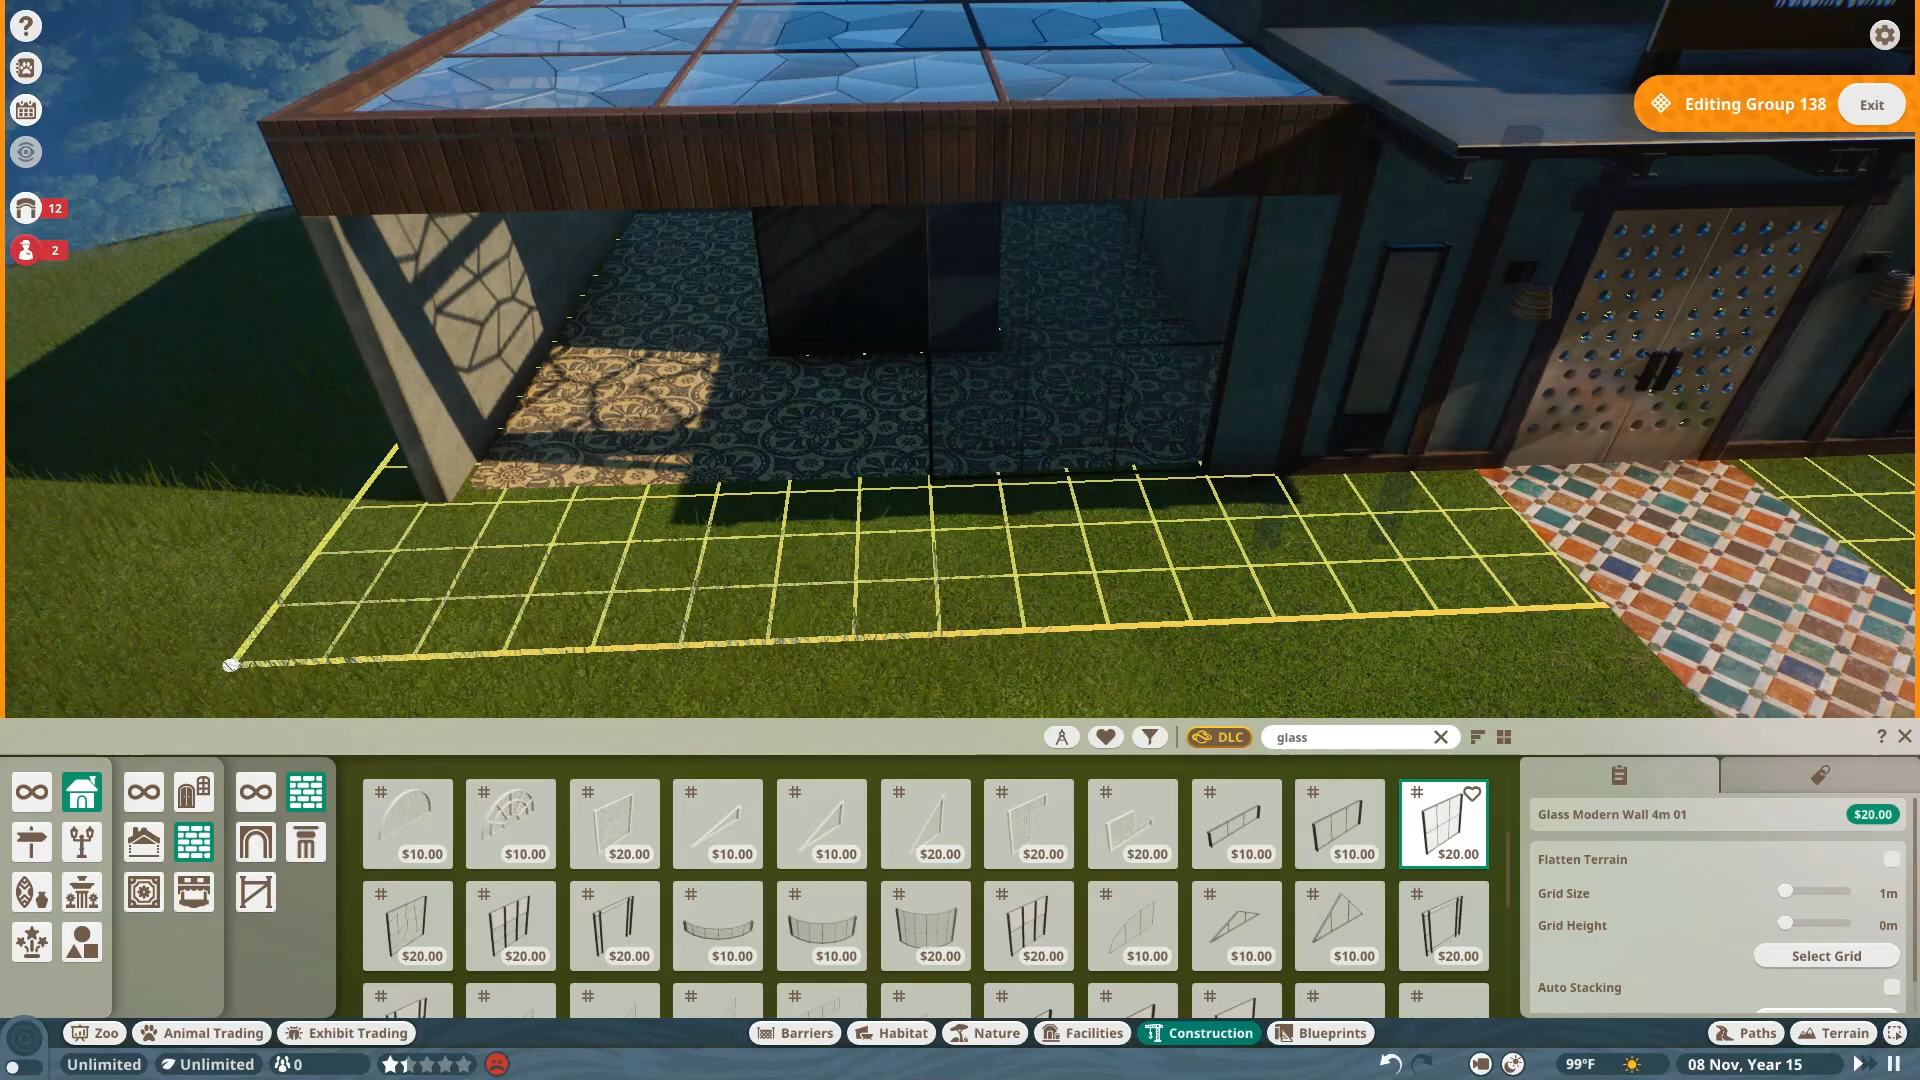 ?
Editing Group 138
Exit
12
2
DLC
glass
?
$10.00
$10.00
$20.00
$10.00
$10.00
$20.00
$20.00
$20.00
$10.00
$10.00
$20.00
$20.00
$20.00
$20.00
$10.00
$10.00
$20.00
$20.00
$10.00
$10.00
$10.00
$20.00
Glass Modern Wall 4m 01
$20.00
Flatten Terrain
Grid Size
1m
Grid Height
0m
Select Grid
Auto Stacking
Zoo
Animal Trading
Exhibit Trading
Barriers
Habitat
Nature
Facilities
Construction
Blueprints
Paths
Terrain
Unlimited
Unlimited
0
99°F
08 Nov, Year 15